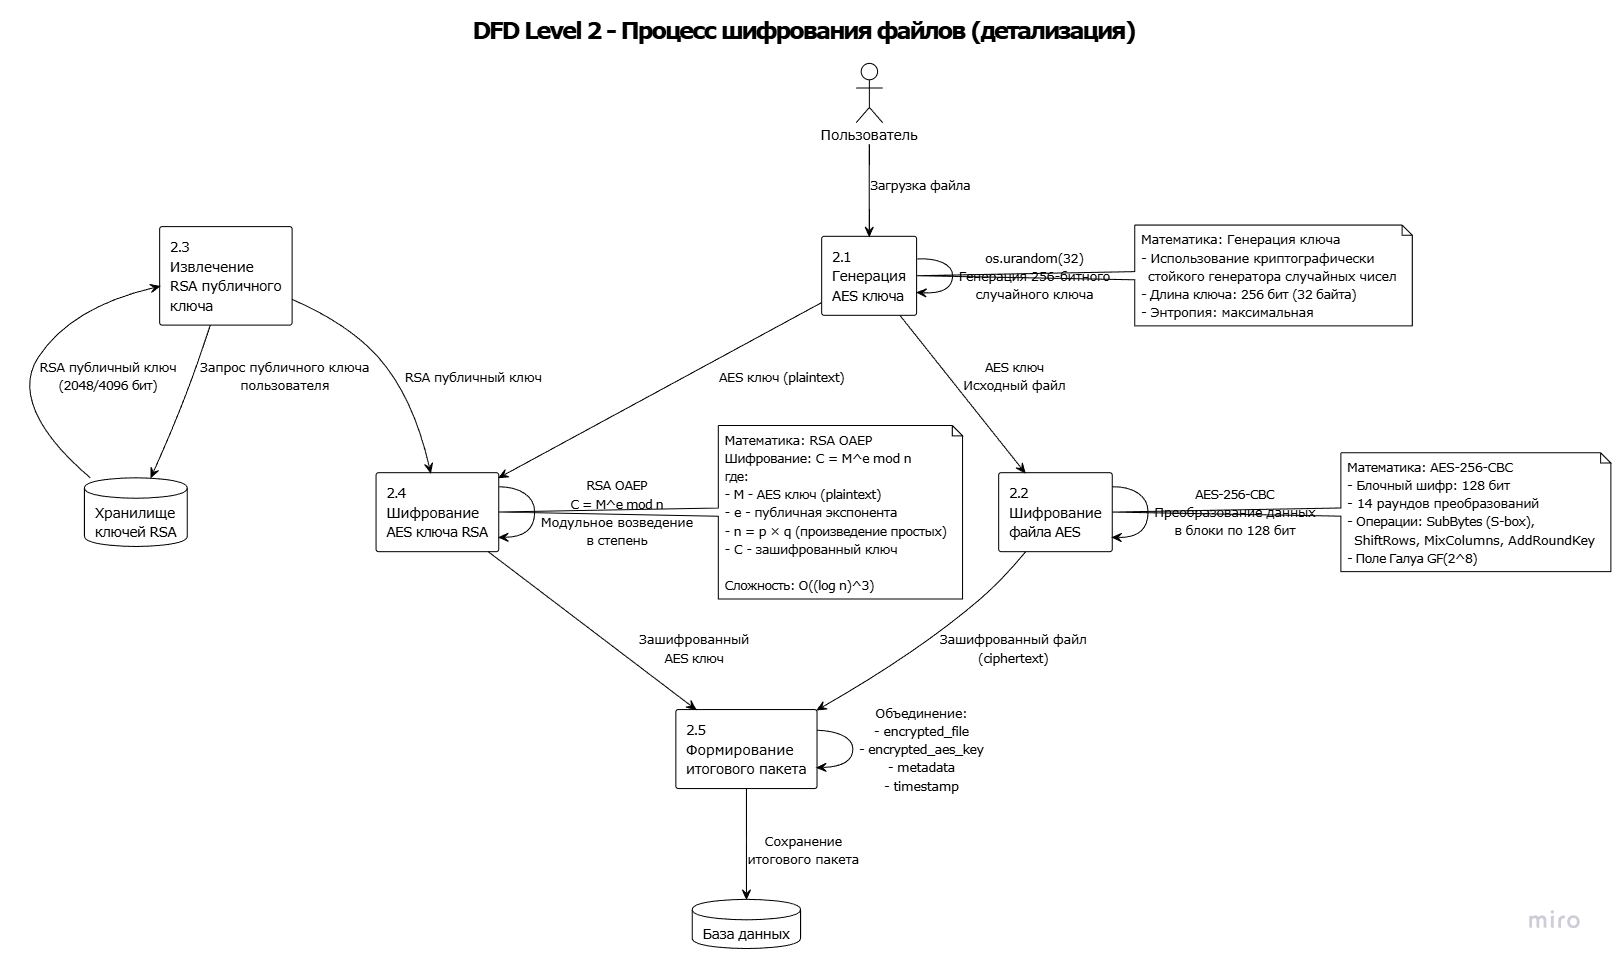 DFD Level 2 - Процесс шифрования файлов (детализация)
Пользователь
Загрузка файла
2.1
Генерация
AES ключа
os.urandom(32)
Генерация 256-битного
случайного ключа
Математика: Генерация ключа
- Использование криптографически
стойкого генератора случайных чисел
- Длина ключа: 256 бит (32 байта)
- Энтропия: максимальная
2.3
Извлечение
RSA публичного
ключа
RSA публичный ключ
(2048/4096 бит)
Запрос публичного ключа
пользователя
RSA публичный ключ
AES ключ (plaintext)
AES ключ
Исходный файл
Хранилище
ключей RSA
2.4
Шифрование
AES ключа RSA
RSA OAEP
C = M^e mod n
Модульное возведение
в степень
Математика: RSA OAEP
Шифрование: C = M^e mod n
где:
- M - AES ключ (plaintext)
- e - публичная экспонента
- n = p × q (произведение простых)
- C - зашифрованный ключ
Сложность: O((log n)^3)
2.2
Шифрование
файла AES
AES-256-CBC
Преобразование данных
в блоки по 128 бит
Математика: AES-256-CBC
- Блочный шифр: 128 бит
- 14 раундов преобразований
- Операции: SubBytes (S-box),
ShiftRows, MixColumns, AddRoundKey
- Поле Галуа GF(2^8)
Зашифрованный
AES ключ
Зашифрованный файл
(ciphertext)
2.5
Формирование
итогового пакета
Объединение:
- encrypted_file
- encrypted_aes_key
- metadata
- timestamp
Сохранение
итогового пакета
База данных
miro